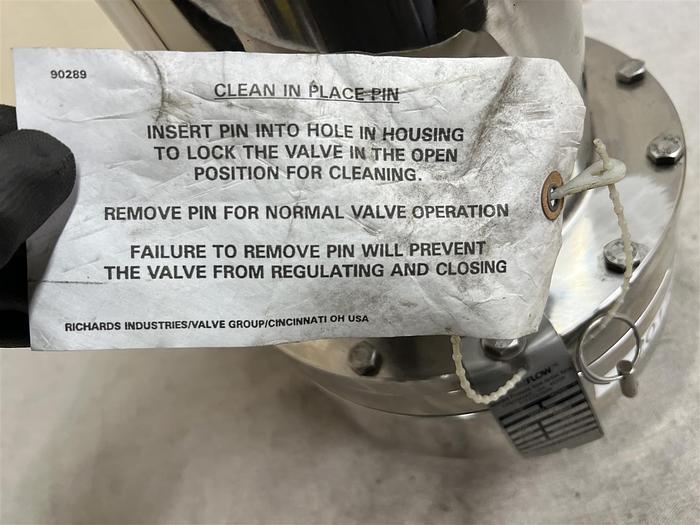 90289
CLEAN IN PLACE PIN
INSERT PIN INTO HOLE IN HOUSING
TO LOCK THE VALVE IN THE OPEN
POSITION FOR CLEANING.
REMOVE PIN FOR NORMAL VALVE OPERATION
FAILURE TO REMOVE PIN WILL PREVENT
THE VALVE FROM REGULATING AND CLOSING
RICHARDS INDUSTRIES/VALVE GROUP/CINCINNATI OH USA
FLOW